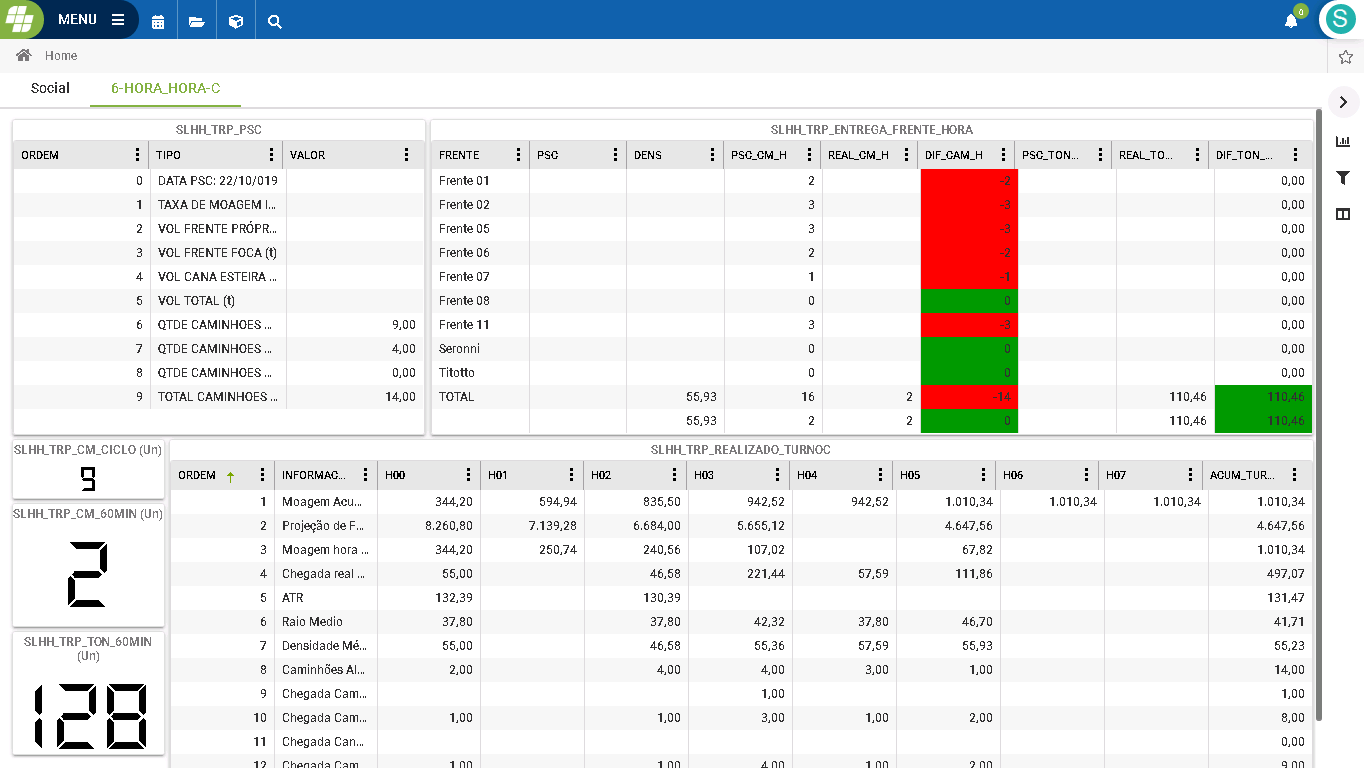 MENU
0
S
Home
Social 6-HORA_HORA-C
SLHH_TRP_PSC
ORDEM TIPO VALOR
0 DATA PSC: 22/10/019
1 TAXA DE MOAGEM I...
2 VOL FRENTE PRÓPR...
3 VOL FRENTE FOCA (t)
4 VOL CANA ESTEIRA ...
5 VOL TOTAL (t)
6 QTDE CAMINHOES ... 9,00
7 QTDE CAMINHOES ... 4,00
8 QTDE CAMINHOES ... 0,00
9 TOTAL CAMINHOES ... 14,00
SLHH_TRP_ENTREGA_FRENTE_HORA
FRENTE PSC DENS PSC_CM_H REAL_CM_H DIF_CAM_H PSC_TON... REAL_TO... DIF_TON_...
Frente 01 2 -2 0,00
Frente 02 3 -3 0,00
Frente 05 3 -3 0,00
Frente 06 2 -2 0,00
Frente 07 1 -1 0,00
Frente 08 0 0 0,00
Frente 11 3 -3 0,00
Seronni 0 0 0,00
Titotto 0 0 0,00
TOTAL 55,93 16 2 -14 110,46 110,46
55,93 2 2 0 110,46 110,46
SLHH_TRP_CM_CICLO (Un)
9
SLHH_TRP_CM_60MIN (Un)
2
SLHH_TRP_TON_60MIN
(Un)
128
SLHH_TRP_REALIZADO_TURNOC
ORDEM INFORMAC... H00 H01 H02 H03 H04 H05 H06 H07 ACUM_TUR...
1 Moagem Acu... 344,20 594,94 835,50 942,52 942,52 1.010,34 1.010,34 1.010,34 1.010,34
2 Projeção de F... 8.260,80 7.139,28 6.684,00 5.655,12 4.647,56 4.647,56
3 Moagem hora ... 344,20 250,74 240,56 107,02 67,82 1.010,34
4 Chegada real ... 55,00 46,58 221,44 57,59 111,86 497,07
5 ATR 132,39 130,39 131,47
6 Raio Medio 37,80 37,80 42,32 37,80 46,70 41,71
7 Densidade Mé... 55,00 46,58 55,36 57,59 55,93 55,23
8 Caminhões Al... 2,00 4,00 4,00 3,00 1,00 14,00
9 Chegada Cam... 1,00 1,00
10 Chegada Cam... 1,00 1,00 3,00 1,00 2,00 8,00
11 Chegada Can... 0,00
12 Chegada Cam... 1,00 1,00 4,00 1,00 2,00 9,00